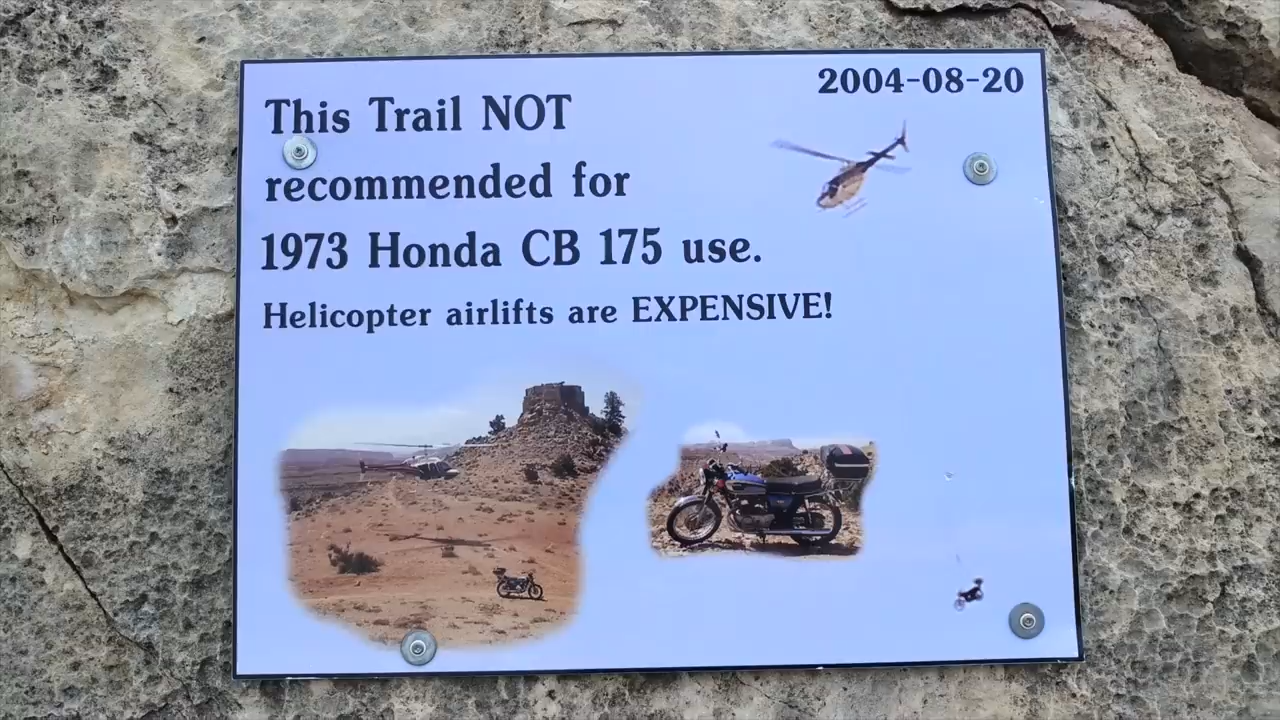 2004-08-20
This Trail NOT
recommended for
1973 Honda CB 175 use.
Helicopter airlifts are EXPENSIVE!